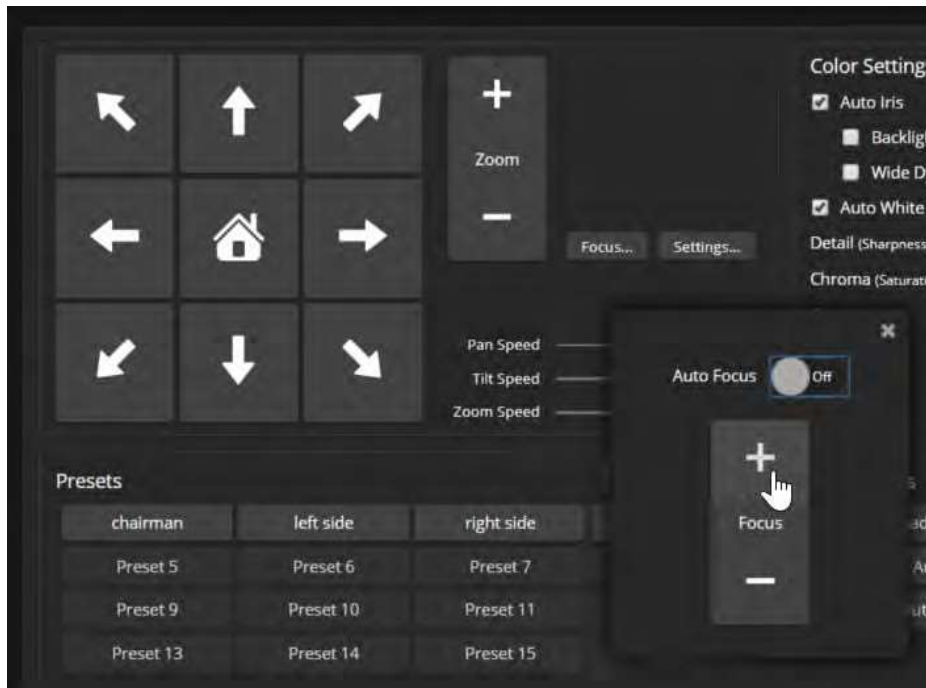 Color Setting
Auto Iris
Backligh
Wide D
Auto White
Detail (Sharpness
Chroma (Saturati
Zoom
Focus...
Settings...
Pan Speed
Tilt Speed
Zoom Speed
Auto Focus
Off
Focus
Presets
chairman
left side
right side
Preset 5
Preset 6
Preset 7
Preset 9
Preset 10
Preset 11
Preset 13
Preset 14
Preset 15